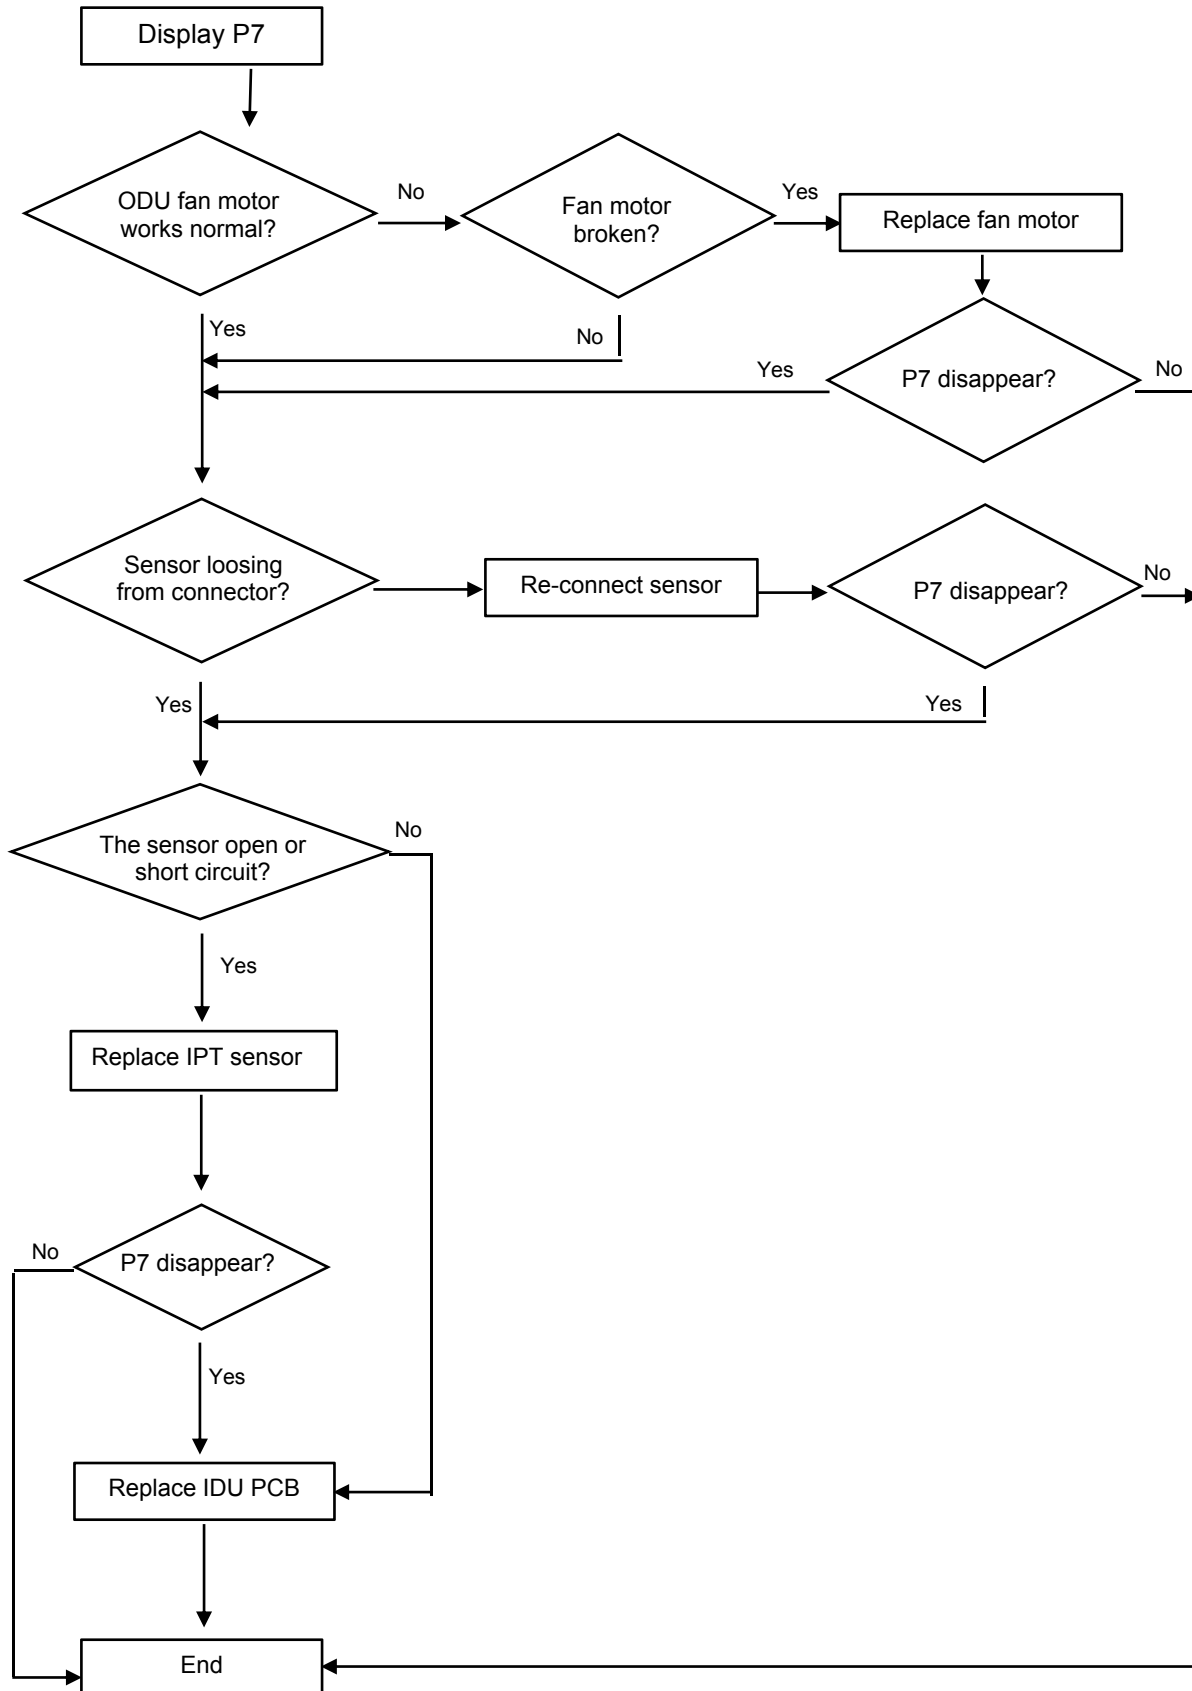 Display P7
ODU fan motor
works normal?
No
Fan motor
broken?
Yes
Replace fan motor
Yes
No
Yes
P7 disappear?
No
Sensor loosing
from connector?
Re-connect sensor
P7 disappear?
No
Yes
Yes
The sensor open or
short circuit?
No
Yes
Replace IPT sensor
No
P7 disappear?
Yes
Replace IDU PCB
End